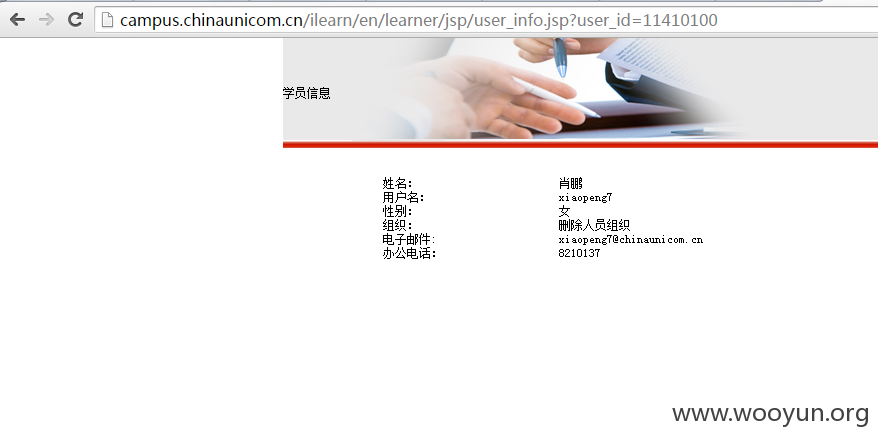 campus.chinaunicom.cn/ilearn/en/learner/jsp/user_info.jsp?user_id=11410100
学员信息
姓名： 肖鹏
用户名： xiaopeng7
性别： 女
组织： 删除人员组织
电子邮件: xiaopeng7@chinaunicom.cn
办公电话： 8210137
www.wooyun.org